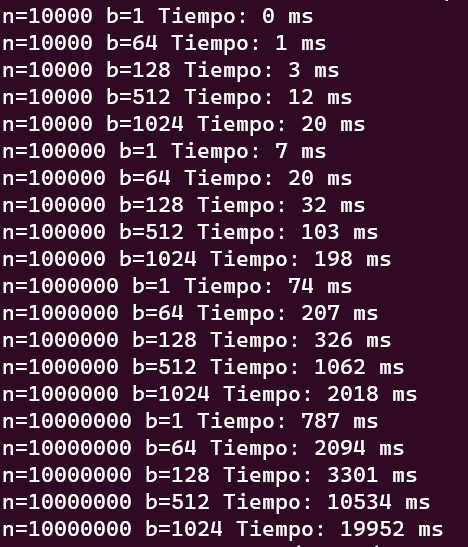 n=10000 b=1 Tiempo: 0 ms
n=10000 b=64 Tiempo: 1 ms
n=10000 b=128 Tiempo: 3 ms
n=10000 b=512 Tiempo: 12 ms
n=10000 b=1024 Tiempo: 20 ms
n=100000 b=1 Tiempo: 7 ms
n=100000 b=64 Tiempo: 20 ms
n=100000 b=128 Tiempo: 32 ms
n=100000 b=512 Tiempo: 103 ms
n=100000 b=1024 Tiempo: 198 ms
n=1000000 b=1 Tiempo: 74 ms
n=1000000 b=64 Tiempo: 207 ms
n=1000000 b=128 Tiempo: 326 ms
n=1000000 b=512 Tiempo: 1062 ms
n=1000000 b=1024 Tiempo: 2018 ms
n=10000000 b=1 Tiempo: 787 ms
n=10000000 b=64 Tiempo: 2094 ms
n=10000000 b=128 Tiempo: 3301 ms
n=10000000 b=512 Tiempo: 10534 ms
n=10000000 b=1024 Tiempo: 19952 ms